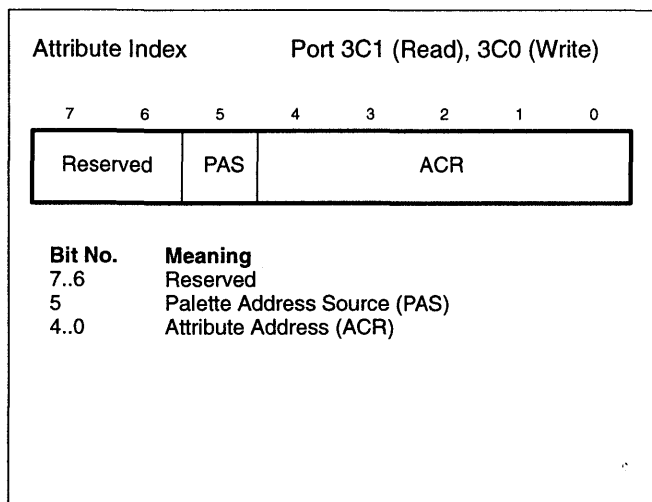 Attribute Index Port 3C1 (Read), 3C0 (Write)
7 6 5 4 3 2 1 0
Reserved PAS ACR
Bit No. Meaning
7..6 Reserved
5 Palette Address Source (PAS)
4..0 Attribute Address (ACR)